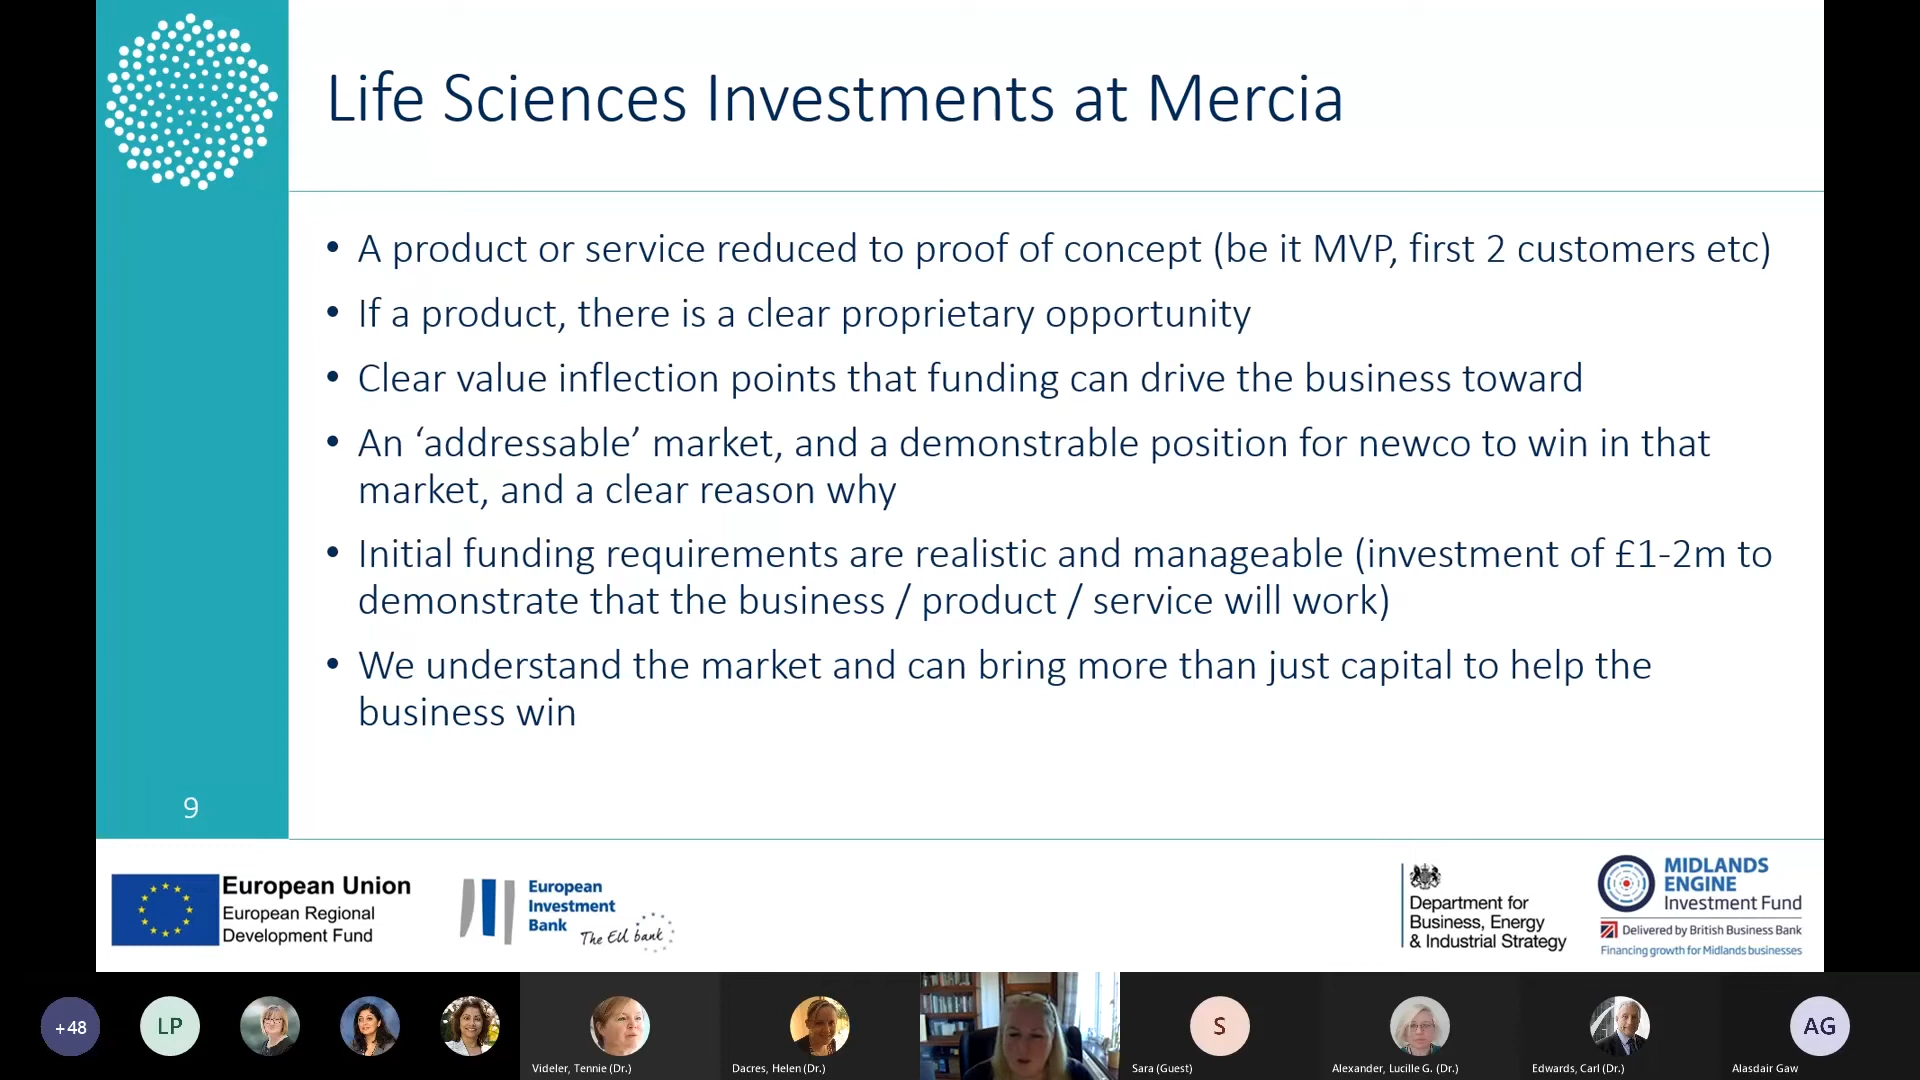 Life Sciences Investments at Mercia
• A product or service reduced to proof of concept (be it MVP, first 2 customers etc)
• If a product, there is a clear proprietary opportunity
• Clear value inflection points that funding can drive the business toward
• An ‘addressable’ market, and a demonstrable position for newco to win in that
market, and a clear reason why
• Initial funding requirements are realistic and manageable (investment of £1-2m to
demonstrate that the business / product / service will work)
• We understand the market and can bring more than just capital to help the
business win
9
European Union
European Regional
Development Fund
European
Investment
Bank
The EU bank
Department for
Business, Energy
& Industrial Strategy
MIDLANDS
ENGINE
Investment Fund
Delivered by British Business Bank
Financing growth for Midlands businesses
+48
LP
Videler, Tennie (Dr.)
Dacres, Helen (Dr.)
S
Sara (Guest)
Alexander, Lucille G. (Dr.)
Edwards, Carl (Dr.)
AG
Alasdair Gaw